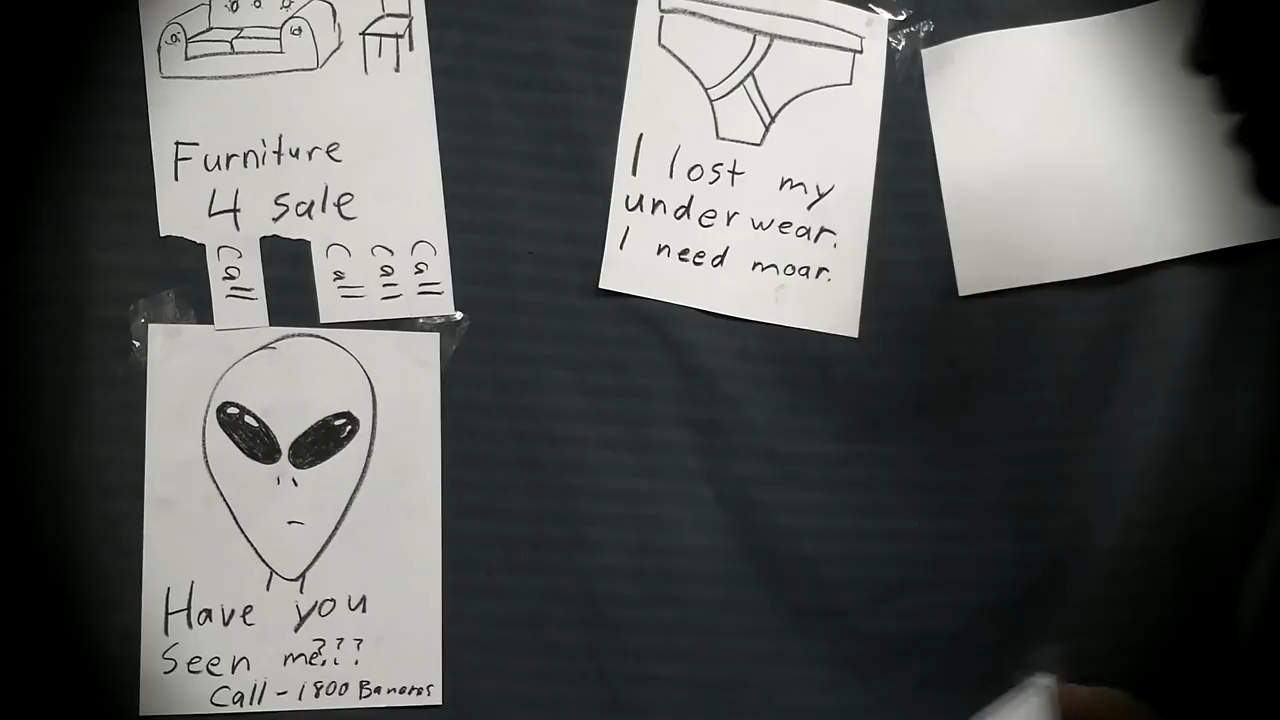 Furniture
4 sale
Call
Call
Call
Call
I lost my
underwear.
I need moar.
Have you
Seen me???
Call - 1800 Bananas